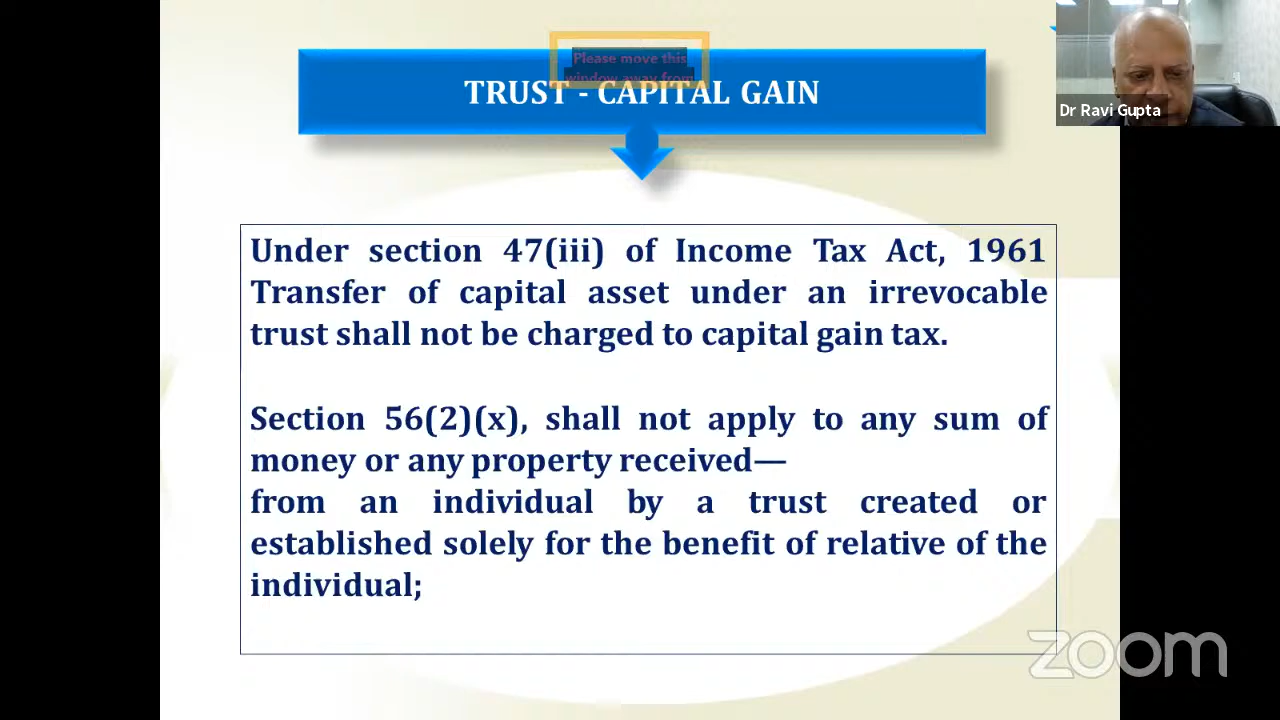 Please move this
window away from
TRUST - CAPITAL GAIN
Dr Ravi Gupta
Under section 47(iii) of Income Tax Act, 1961
Transfer of capital asset under an irrevocable
trust shall not be charged to capital gain tax.
Section 56(2)(x), shall not apply to any sum of
money or any property received—
from an individual by a trust created or
established solely for the benefit of relative of the
individual;
zoom